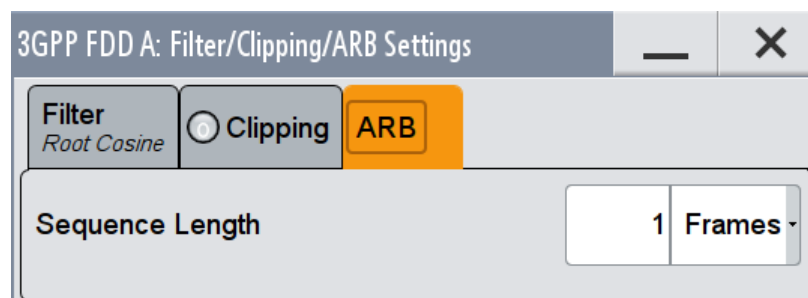 3GPP FDD A: Filter/Clipping/ARB Settings
Filter
Root Cosine
Clipping
ARB
Sequence Length 1 Frames